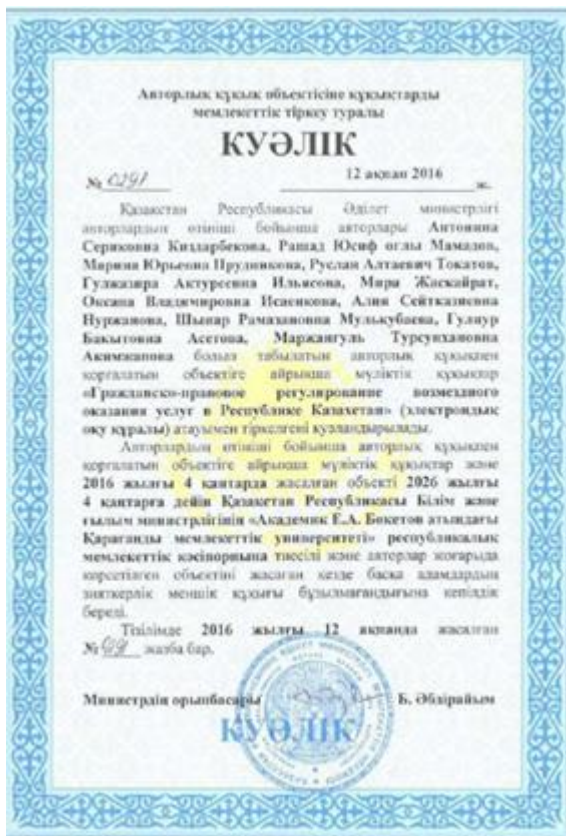 Авторлық құқық объектісіне құқықтарды
мемлекеттік тіркеу туралы
КУӘЛІК
№ 0291 12 ақпан 2016 ж.
Қазақстан Республикасы Әділет министрлігі
авторлардың өтініші бойынша авторлары Антонина
Сериковна Киздарбекова, Рашад Юсиф оглы Мамадов,
Марина Юрьевна Прудникова, Руслан Алтаевич Токатов,
Гулжазира Актуреевна Ильясова, Мира Жаскайрат,
Оксана Владимировна Исаенкова, Алия Сейтказиевна
Нуржанова, Шынар Рамазановна Мулькубаева, Гулнур
Бакытовна Асетова, Маржангуль Турсунхановна
Акимжанова болып табылатын авторлық құқықпен
қорғалатын объектіге айрықша мүліктік құқықтар
«Гражданско-правовое регулирование возмездного
оказания услуг в Республике Казахстан» (электрондық
оқу құралы) атауымен тіркелгені куәландырылады.
Авторлардың өтініші бойынша авторлық құқықпен
қорғалатын объектіге айрықша мүліктік құқықтар және
2016 жылғы 4 қаңтарда жасалған объекті 2026 жылғы
4 қаңтарға дейін Қазақстан Республикасы Білім және
ғылым министрлігінің «Академик Е.А. Бөкетов атындағы
Қарағанды мемлекеттік университеті» республикалық
мемлекеттік кәсіпорнына тиесілі және авторлар жоғарыда
көрсетілген объектіні жасаған кезде басқа адамдардың
зияткерлік меншік құқығы бұзылмағандығына кепілдік
береді.
Тізілімде 2016 жылғы 12 ақпанда жасалған
№ жазба бар.
Министрдің орынбасары Б. Әбдірайым
КУӘЛІК